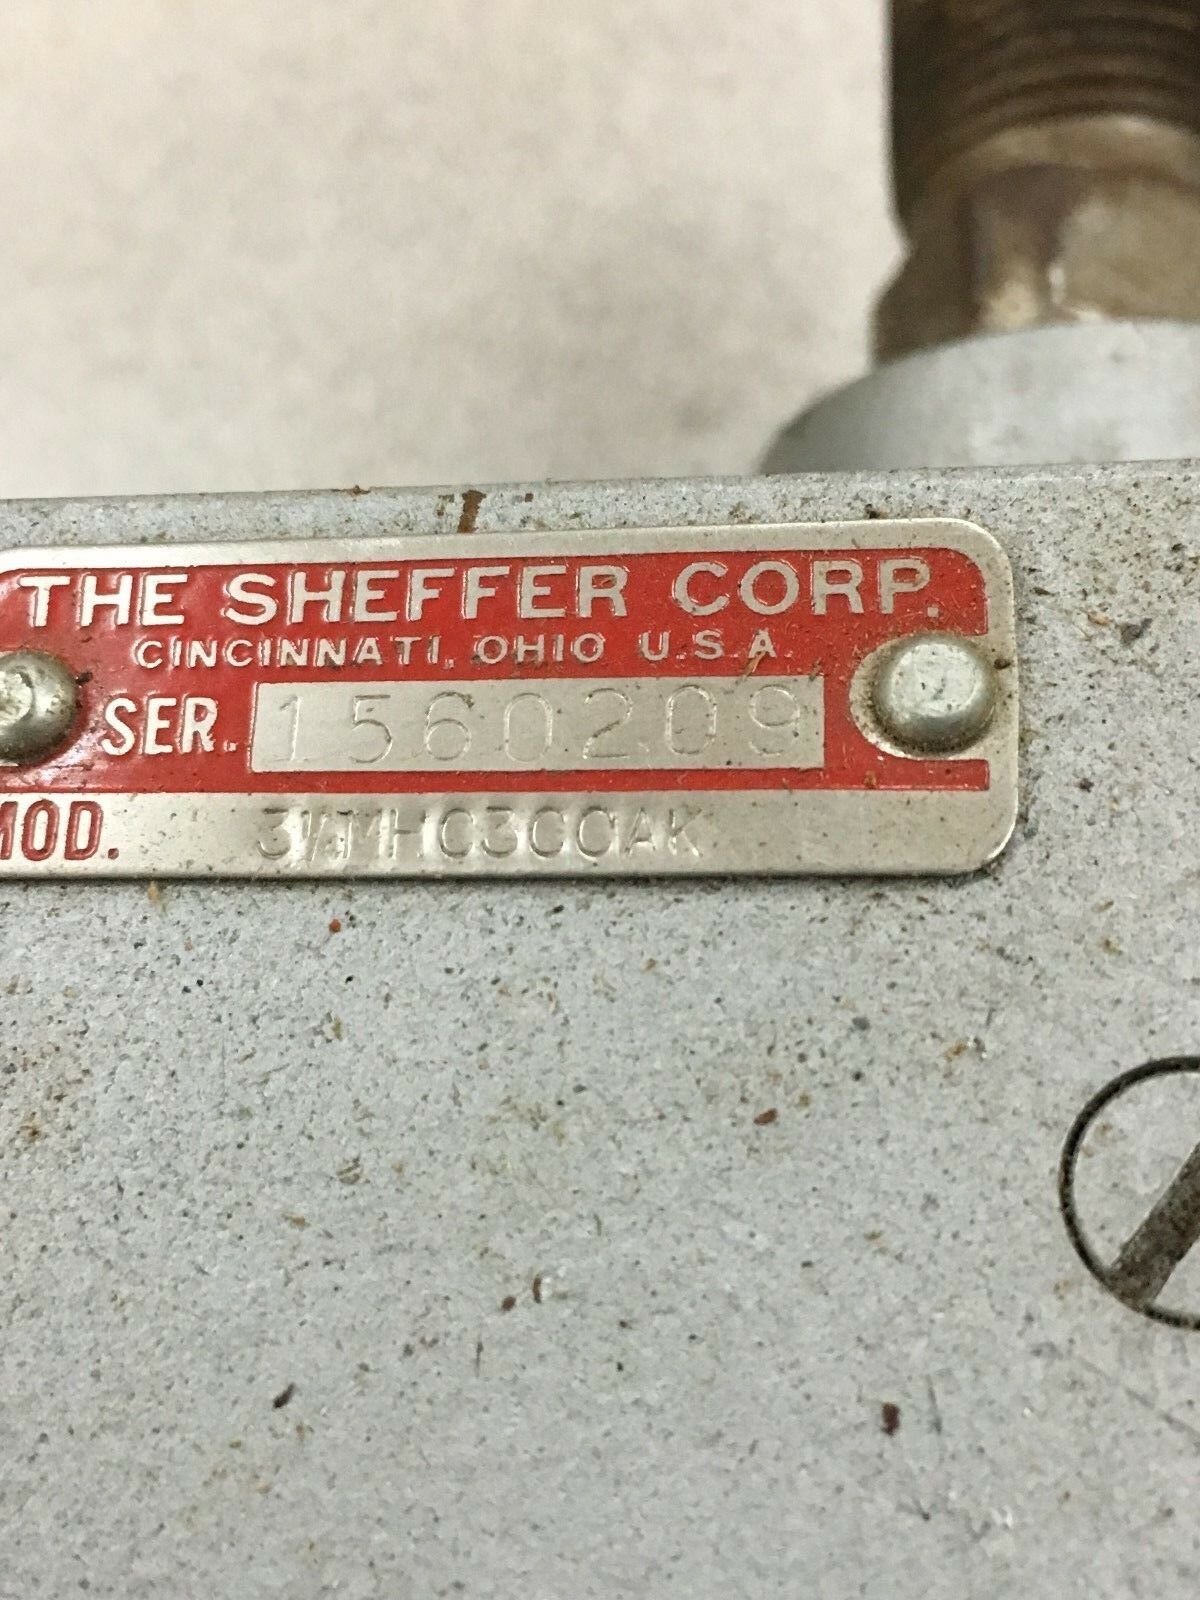 THE SHEFFER CORP.
CINCINNATI, OHIO U.S.A.
SER. 1560209
MOD.